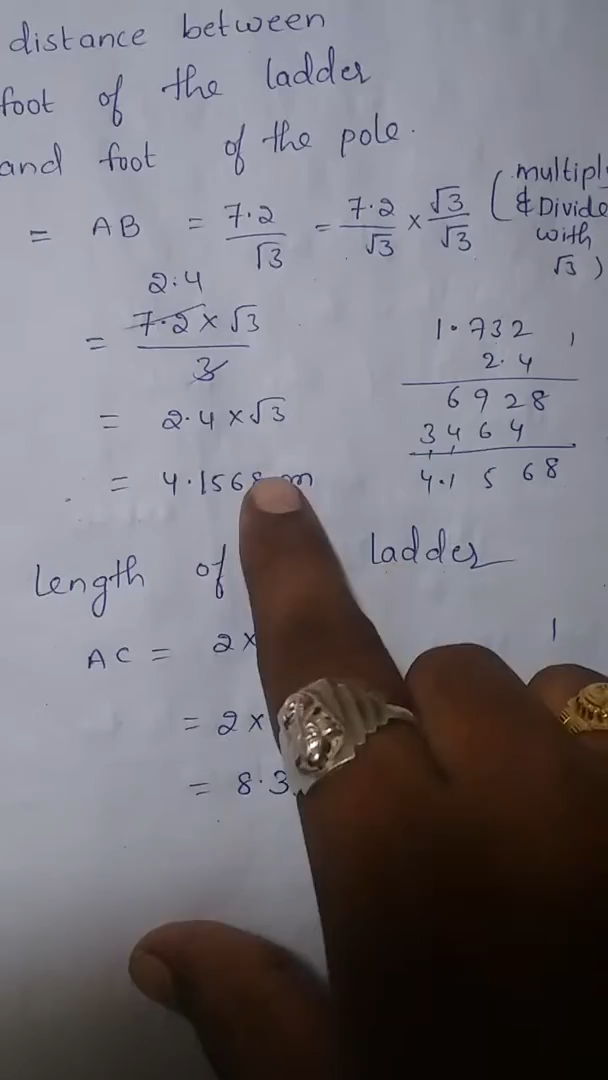 distance between
foot of the ladder
and foot of the pole.
= AB = 7.2/√3 = 7.2/√3 × √3/√3 (multiply & Divide with √3)
2.4
= 7.2 × √3 / 3
= 2.4 × √3
= 4.1568 m
1.732
2.4
6928
3464
4.1568
Length of ladder
AC = 2×
= 2×
= 8.3